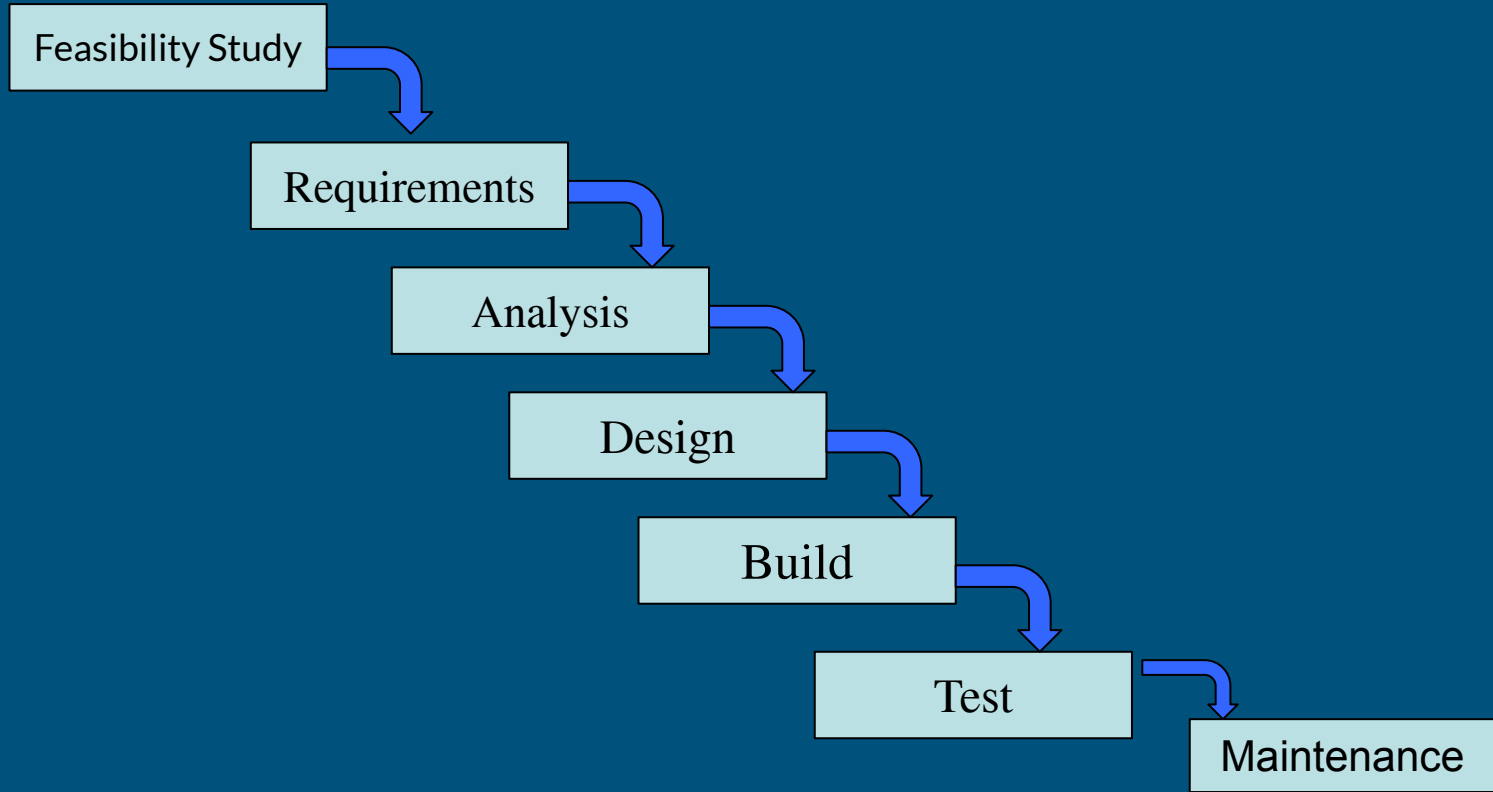 Feasibility Study
Requirements
Analysis
Design
Build
Test
Maintenance